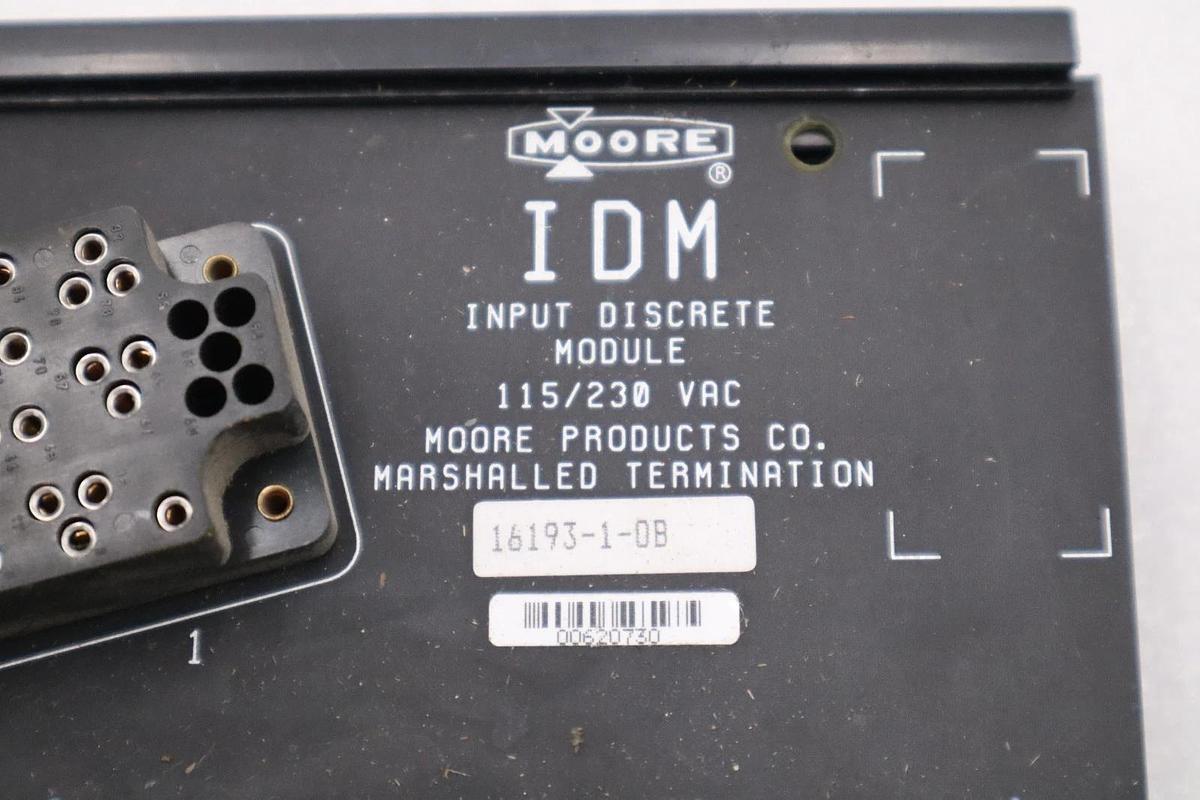 MOORE
®
IDM
INPUT DISCRETE
MODULE
115/230 VAC
MOORE PRODUCTS CO.
MARSHALLED TERMINATION
16193-1-0B
00620730
1